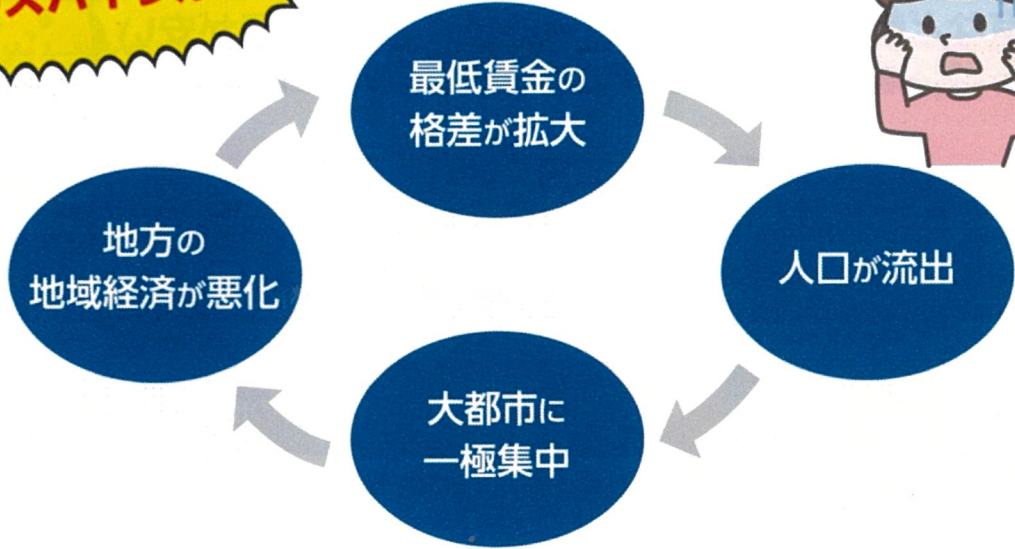 最低賃金の
格差が拡大
人口が流出
大都市に
一極集中
地方の
地域経済が悪化